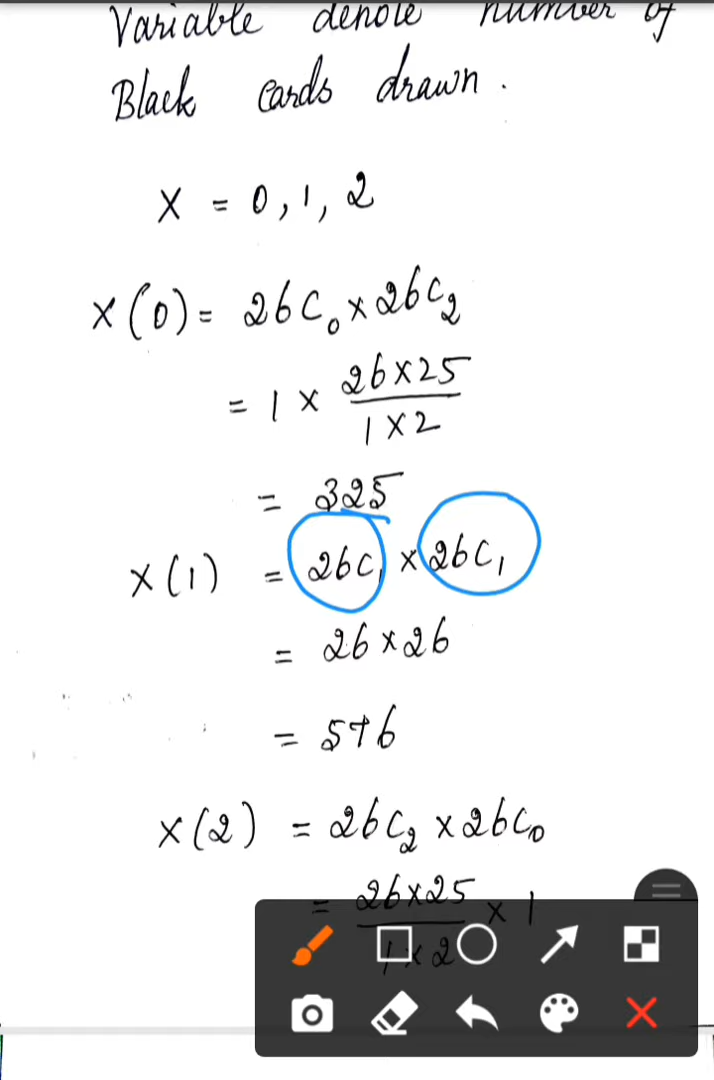 Variable denote number of
Black cards drawn.
X = 0, 1, 2
X(0) = 26C₀ × 26C₂
= 1 × 26×25 / 1×2
= 325
X(1) = 26C₁ × 26C₁
= 26 × 26
= 576
X(2) = 26C₂ × 26C₀
= 26×25 / 1×2 × 1